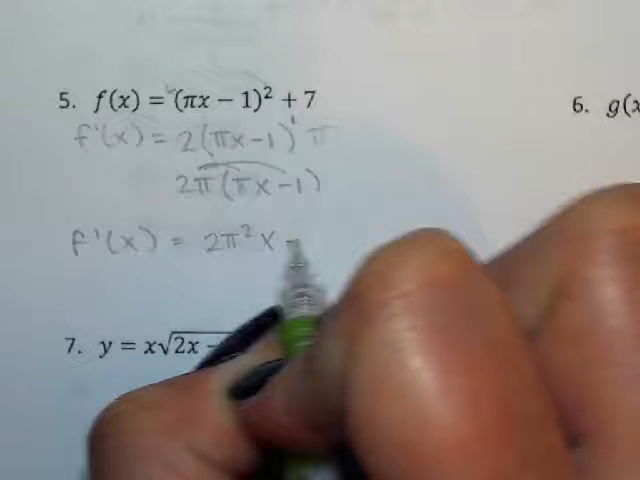 5. f(x) = (πx − 1)² + 7
6. g(x
f'(x) = 2(πx−1)¹ π
2π(πx−1)
f'(x) = 2π²x −
7. y = x√2x −